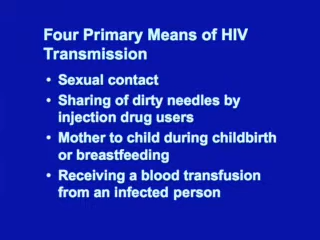 Four Primary Means of HIV
Transmission
• Sexual contact
• Sharing of dirty needles by
injection drug users
• Mother to child during childbirth
or breastfeeding
• Receiving a blood transfusion
from an infected person